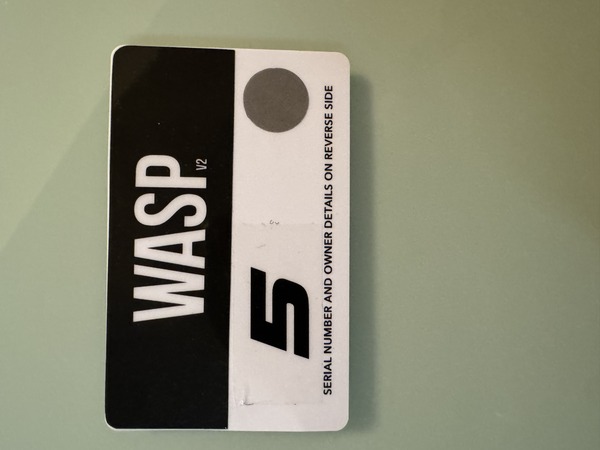 WASP V2
5
SERIAL NUMBER AND OWNER DETAILS ON REVERSE SIDE